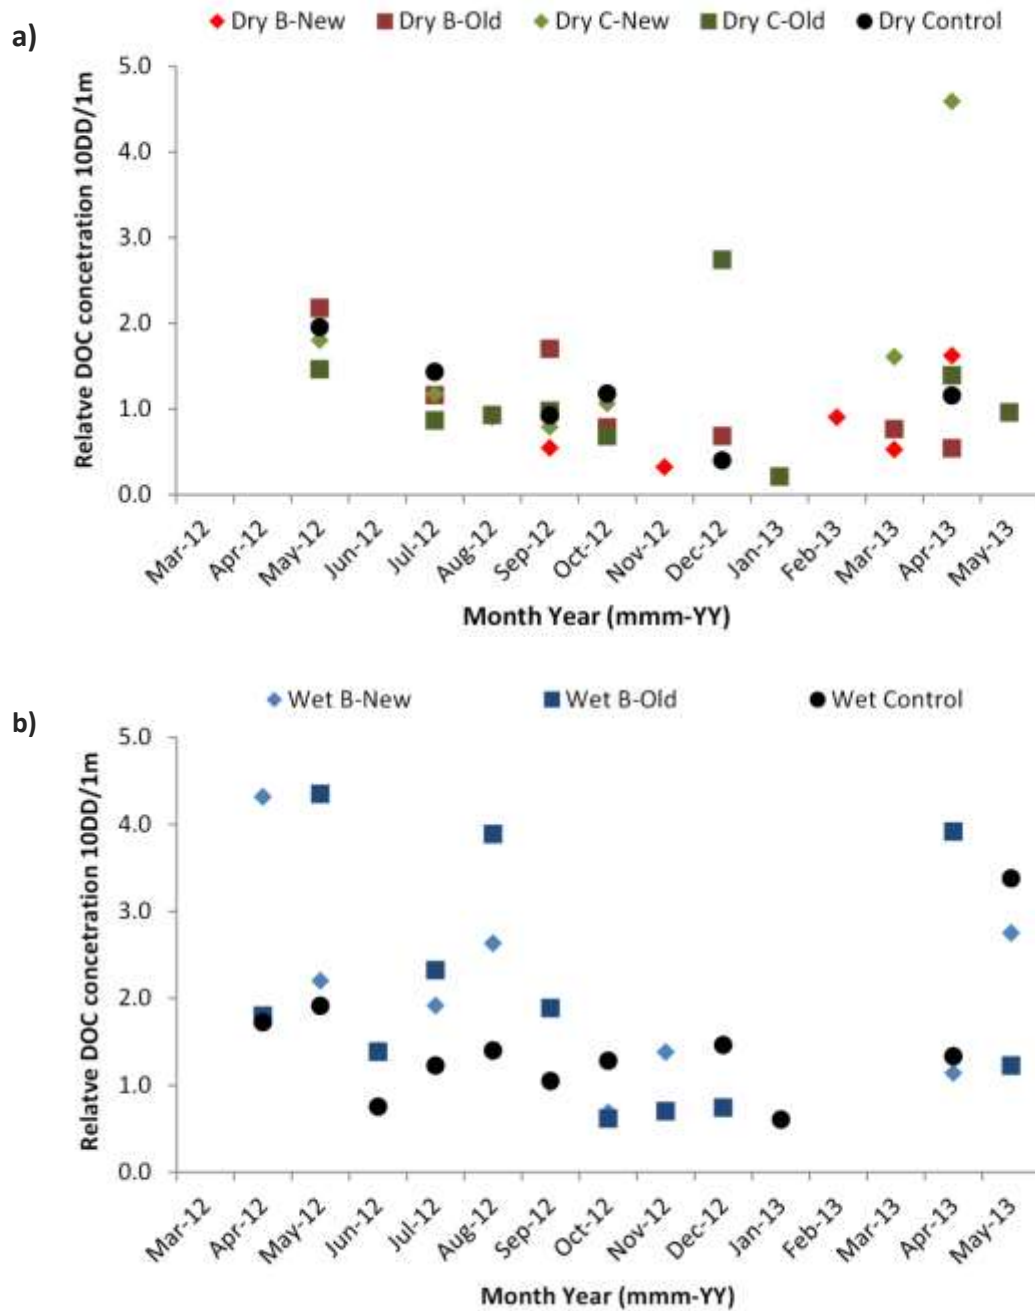 a)
Dry B-New Dry B-Old Dry C-New Dry C-Old Dry Control
Relatve DOC concetration 10DD/1m
5.0
4.0
3.0
2.0
1.0
0.0
Mar-12 Apr-12 May-12 Jun-12 Jul-12 Aug-12 Sep-12 Oct-12 Nov-12 Dec-12 Jan-13 Feb-13 Mar-13 Apr-13 May-13
Month Year (mmm-YY)
b)
Wet B-New Wet B-Old Wet Control
Relatve DOC concetration 10DD/1m
5.0
4.0
3.0
2.0
1.0
0.0
Mar-12 Apr-12 May-12 Jun-12 Jul-12 Aug-12 Sep-12 Oct-12 Nov-12 Dec-12 Jan-13 Feb-13 Mar-13 Apr-13 May-13
Month Year (mmm-YY)